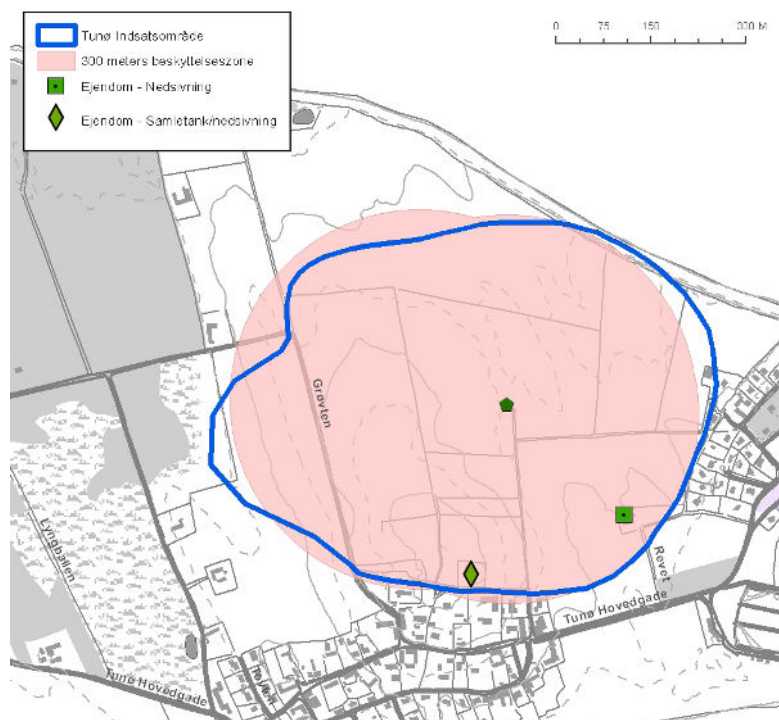 Tunø Indsatsområde
300 meters beskyttelseszone
Ejendom - Nedsivning
Ejendom - Samletank/nedsivning
0 75 150 300 M
Grøvten
Lyngballen
Revet
Tunø Hovedgade
Tunø Hovedgade